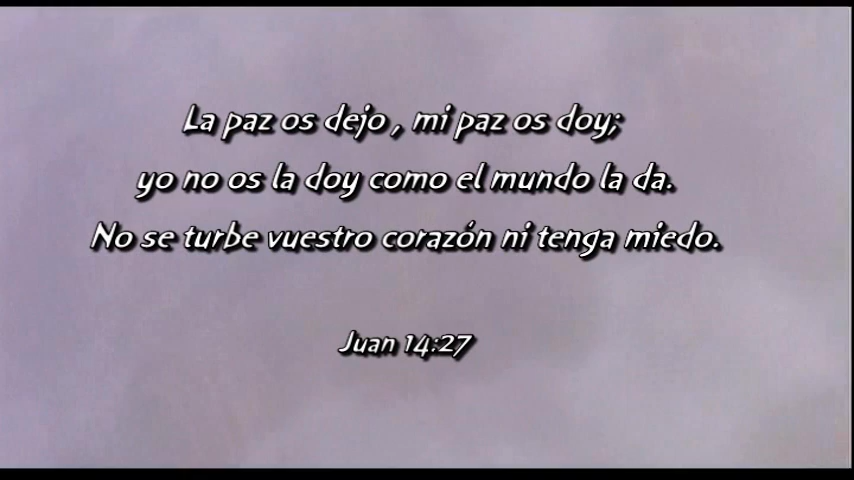 La paz os dejo , mi paz os doy;
yo no os la doy como el mundo la da.
No se turbe vuestro corazón ni tenga miedo.
Juan 14:27